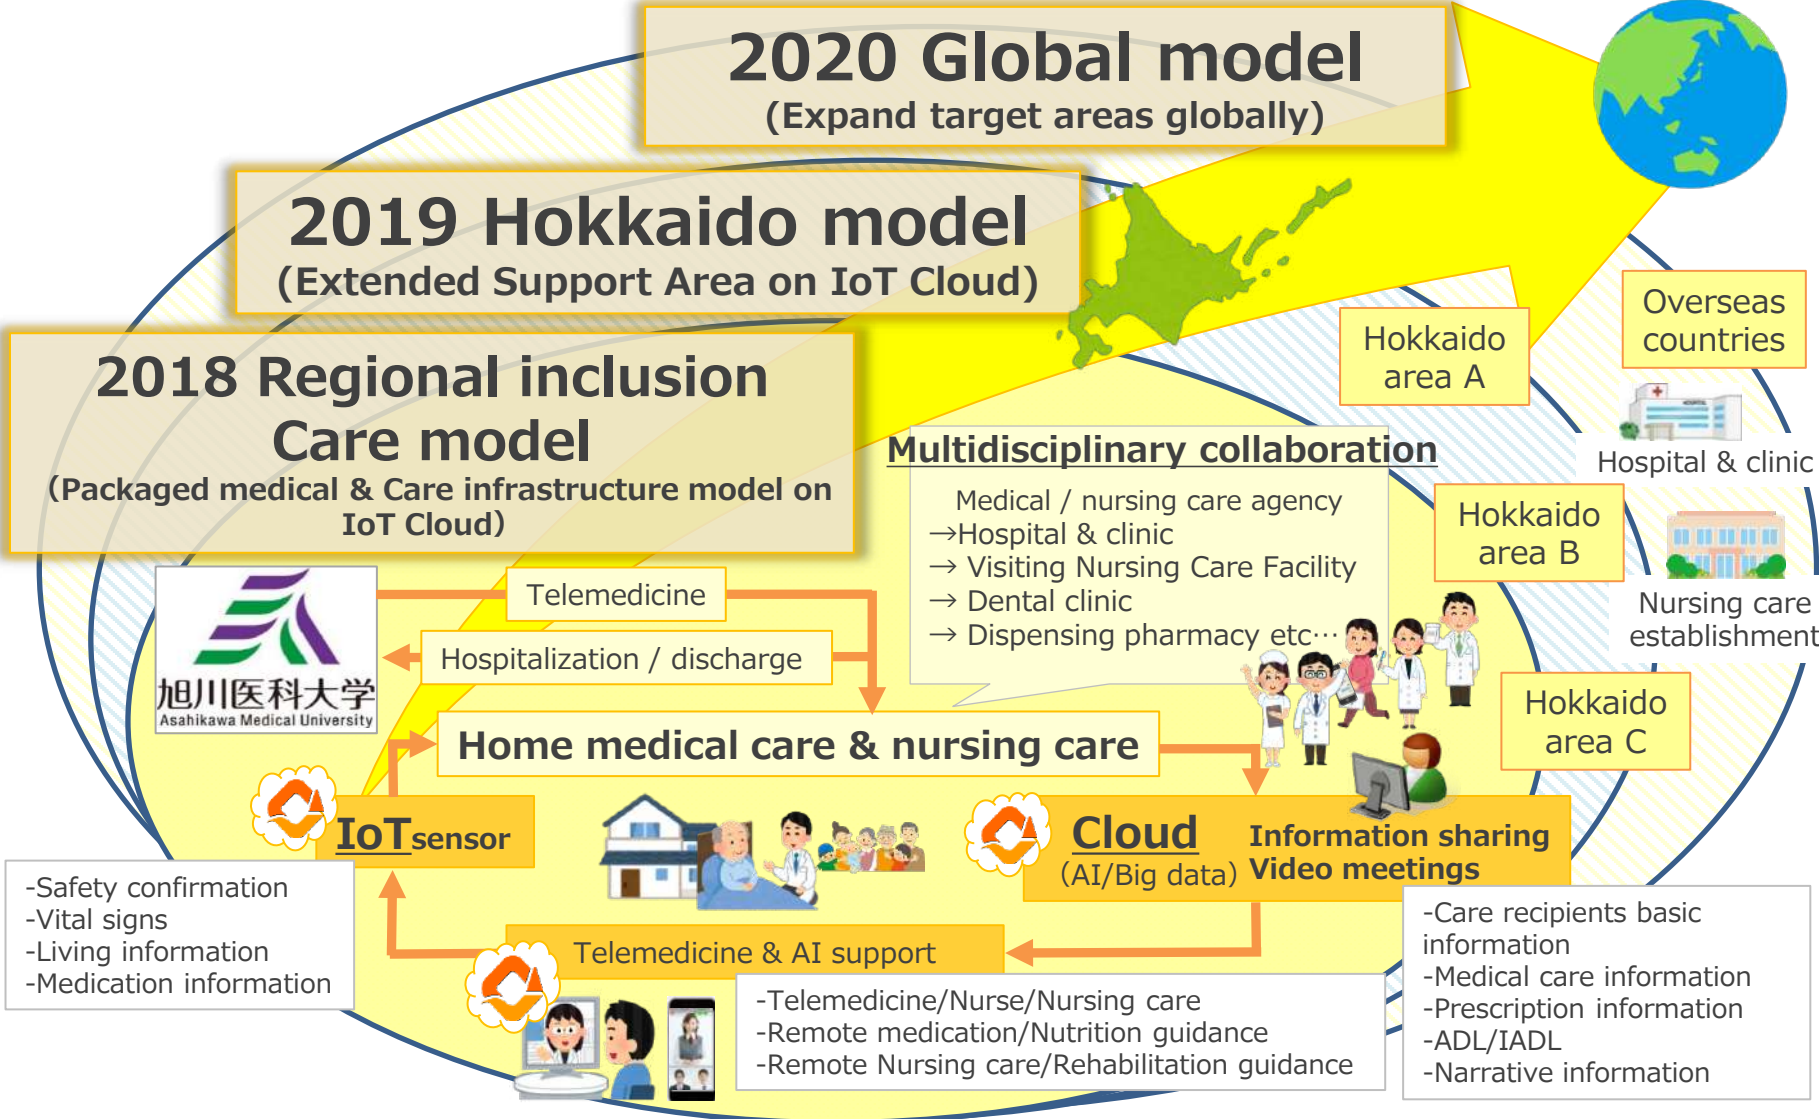 2020 Global model
(Expand target areas globally)
2019 Hokkaido model
(Extended Support Area on IoT Cloud)
2018 Regional inclusion
Care model
(Packaged medical & Care infrastructure model on
IoT Cloud)
Overseas
countries
Hokkaido
area A
HOSPITAL
Hospital & clinic
Hokkaido
area B
Nursing care
establishment
Hokkaido
area C
Multidisciplinary collaboration
Medical / nursing care agency
→Hospital & clinic
→ Visiting Nursing Care Facility
→ Dental clinic
→ Dispensing pharmacy etc…
旭川医科大学
Asahikawa Medical University
Telemedicine
Hospitalization / discharge
Home medical care & nursing care
IoT sensor
Cloud
(AI/Big data)
Information sharing
Video meetings
-Safety confirmation
-Vital signs
-Living information
-Medication information
Telemedicine & AI support
-Telemedicine/Nurse/Nursing care
-Remote medication/Nutrition guidance
-Remote Nursing care/Rehabilitation guidance
-Care recipients basic
information
-Medical care information
-Prescription information
-ADL/IADL
-Narrative information